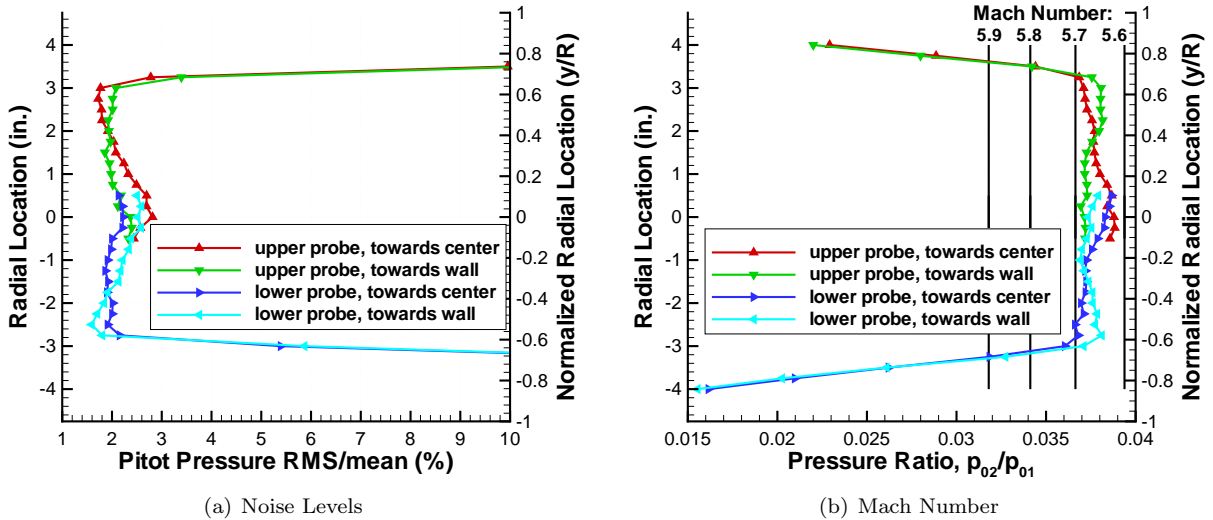 Radial Location (in.)
4
3
2
1
0
-1
-2
-3
-4
1
0.8
0.6
0.4
0.2
0
-0.2
-0.4
-0.6
-0.8
-1
Normalized Radial Location (y/R)
upper probe, towards center
upper probe, towards wall
lower probe, towards center
lower probe, towards wall
1 2 3 4 5 6 7 8 9 10
Pitot Pressure RMS/mean (%)
(a) Noise Levels
Radial Location (in.)
4
3
2
1
0
-1
-2
-3
-4
Mach Number:
5.9 5.8 5.7 5.6
1
0.8
0.6
0.4
0.2
0
-0.2
-0.4
-0.6
-0.8
-1
Normalized Radial Location (y/R)
upper probe, towards center
upper probe, towards wall
lower probe, towards center
lower probe, towards wall
0.015 0.02 0.025 0.03 0.035 0.04
Pressure Ratio, p02/p01
(b) Mach Number